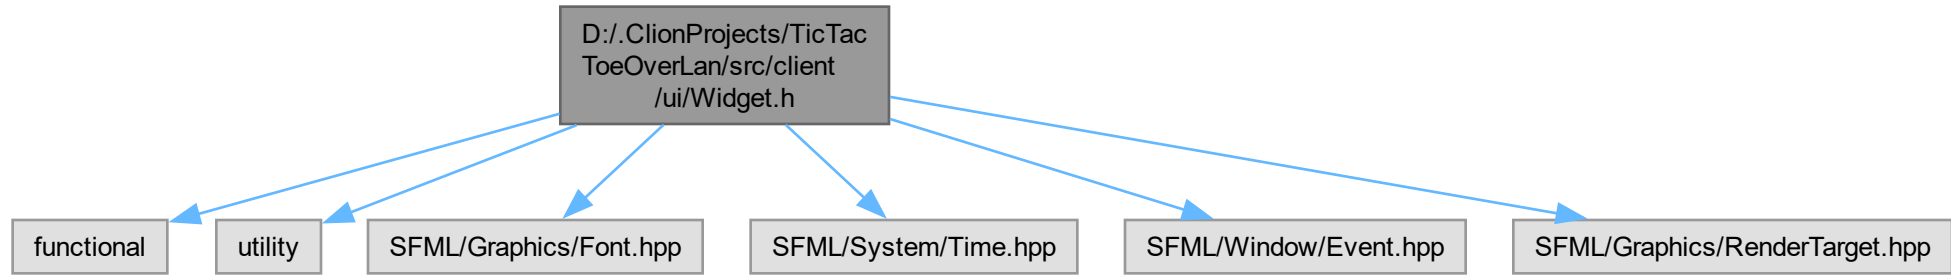 D:/.ClionProjects/TicTac
ToeOverLan/src/client
/ui/Widget.h
functional
utility
SFML/Graphics/Font.hpp
SFML/System/Time.hpp
SFML/Window/Event.hpp
SFML/Graphics/RenderTarget.hpp